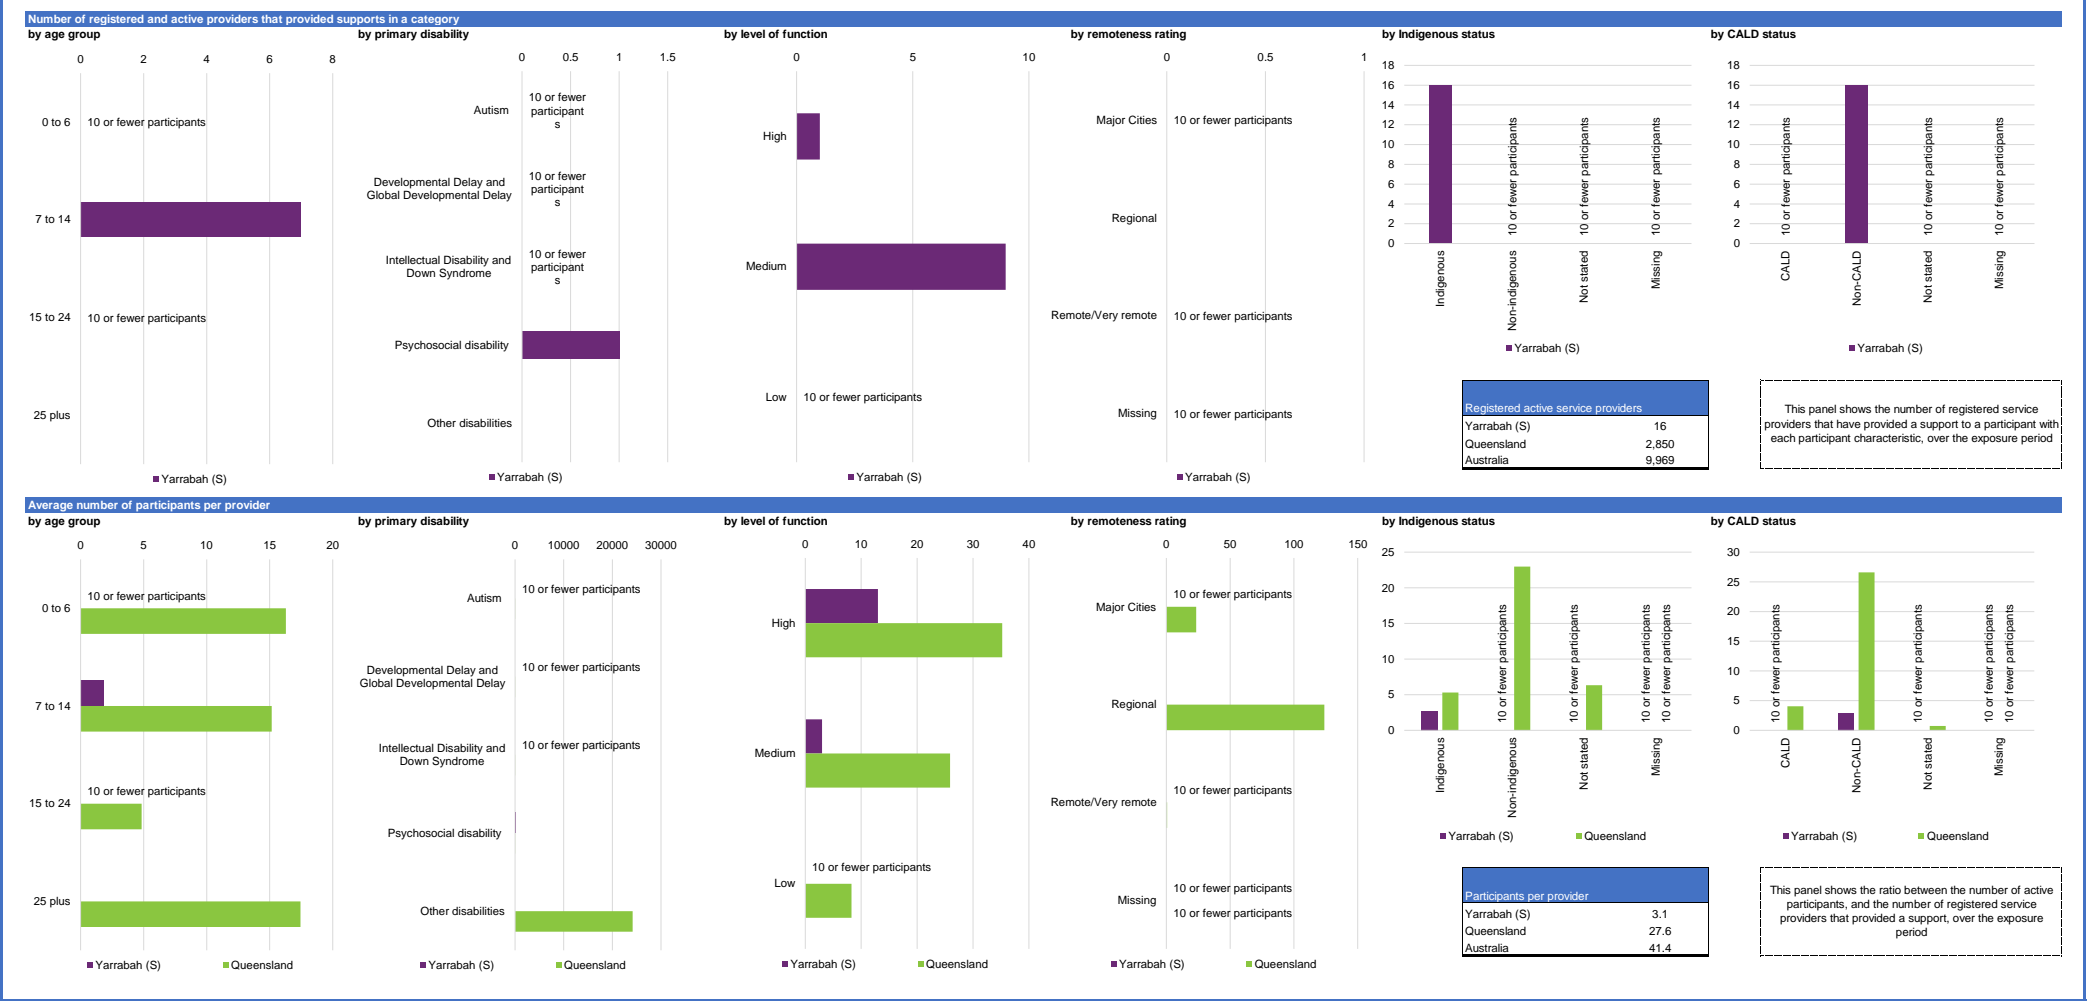 Number of registered and active providers that provided supports in a category
by age group
0 2 4 6 8
0 to 6
10 or fewer participants
7 to 14
15 to 24
10 or fewer participants
25 plus
Yarrabah (S)
by primary disability
0 0.5 1 1.5
Autism
10 or fewer
participant
s
Developmental Delay and
Global Developmental Delay
10 or fewer
participant
s
Intellectual Disability and
Down Syndrome
10 or fewer
participant
s
Psychosocial disability
Other disabilities
Yarrabah (S)
by level of function
0 5 10
High
Medium
Low
10 or fewer participants
Yarrabah (S)
by remoteness rating
0 0.5 1
Major Cities
10 or fewer participants
Regional
Remote/Very remote
10 or fewer participants
Missing
10 or fewer participants
Yarrabah (S)
by Indigenous status
18
16
14
12
10
8
6
4
2
0
10 or fewer participants
10 or fewer participants
10 or fewer participants
Indigenous
Non-indigenous
Not stated
Missing
Yarrabah (S)
by CALD status
18
16
14
12
10
8
6
4
2
0
10 or fewer participants
10 or fewer participants
10 or fewer participants
CALD
Non-CALD
Not stated
Missing
Yarrabah (S)
Registered active service providers
Yarrabah (S) 16
Queensland 2,850
Australia 9,969
This panel shows the number of registered service
providers that have provided a support to a participant with
each participant characteristic, over the exposure period
Average number of participants per provider
by age group
0 5 10 15 20
0 to 6
10 or fewer participants
7 to 14
15 to 24
10 or fewer participants
25 plus
Yarrabah (S) Queensland
by primary disability
0 10000 20000 30000
Autism
10 or fewer participants
Developmental Delay and
Global Developmental Delay
10 or fewer participants
Intellectual Disability and
Down Syndrome
10 or fewer participants
Psychosocial disability
Other disabilities
Yarrabah (S) Queensland
by level of function
0 10 20 30 40
High
Medium
Low
10 or fewer participants
Yarrabah (S) Queensland
by remoteness rating
0 50 100 150
Major Cities
10 or fewer participants
Regional
Remote/Very remote
10 or fewer participants
Missing
10 or fewer participants
10 or fewer participants
Yarrabah (S) Queensland
by Indigenous status
25
20
15
10
5
0
10 or fewer participants
10 or fewer participants
10 or fewer participants
10 or fewer participants
Indigenous
Non-indigenous
Not stated
Missing
Yarrabah (S) Queensland
by CALD status
30
25
20
15
10
5
0
10 or fewer participants
10 or fewer participants
10 or fewer participants
10 or fewer participants
CALD
Non-CALD
Not stated
Missing
Yarrabah (S) Queensland
Participants per provider
Yarrabah (S) 3.1
Queensland 27.6
Australia 41.4
This panel shows the ratio between the number of active
participants, and the number of registered service
providers that provided a support, over the exposure
period